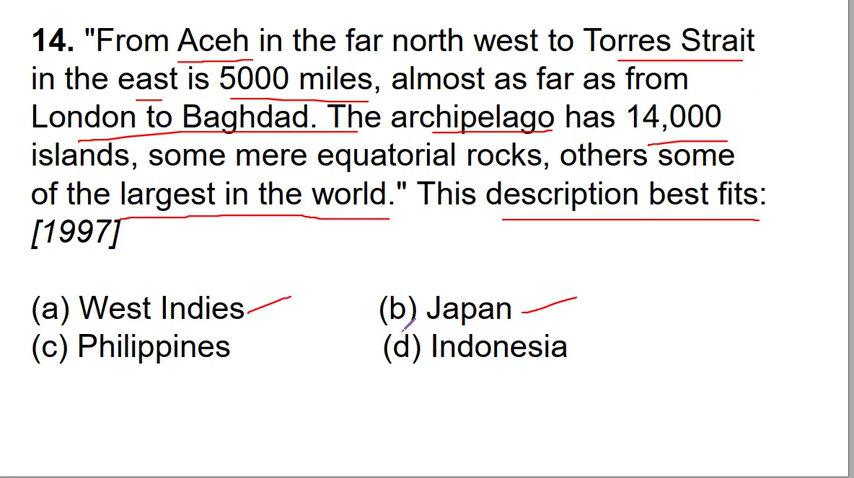 14. "From Aceh in the far north west to Torres Strait
in the east is 5000 miles, almost as far as from
London to Baghdad. The archipelago has 14,000
islands, some mere equatorial rocks, others some
of the largest in the world." This description best fits:
[1997]
(a) West Indies (b) Japan
(c) Philippines (d) Indonesia